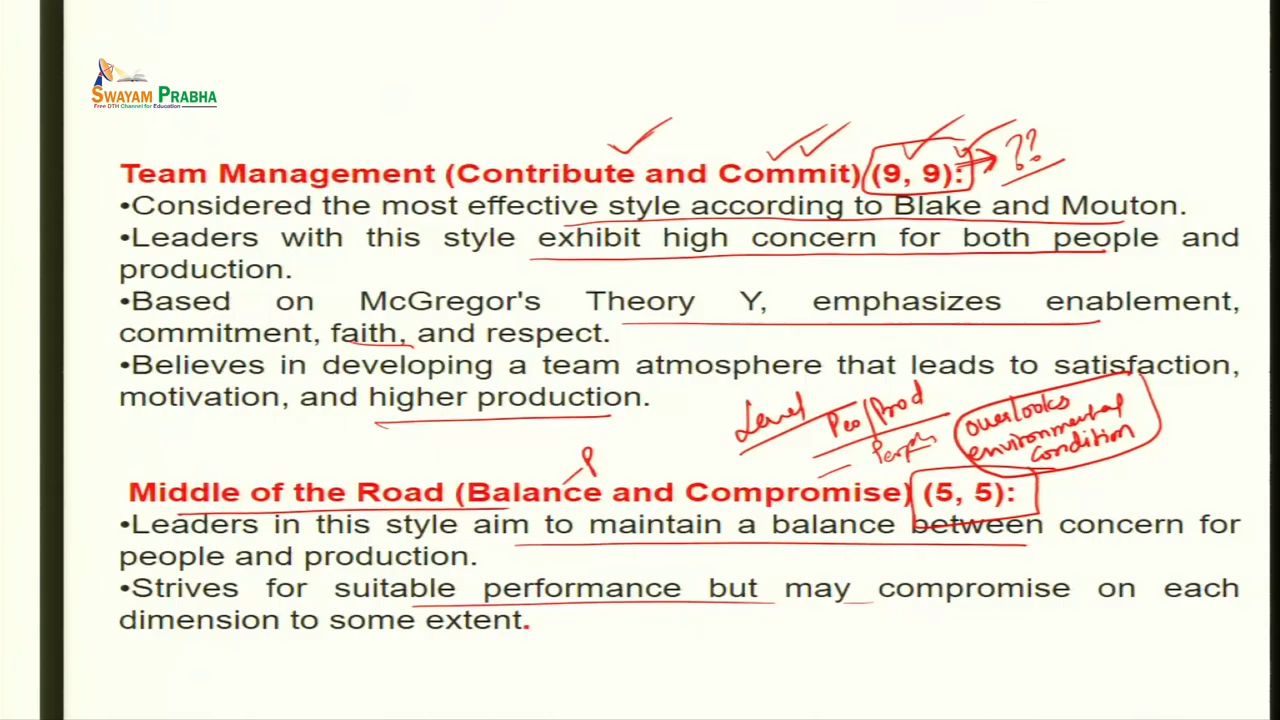 SWAYAM PRABHA
Free DTH Channel for Education
??
Team Management (Contribute and Commit) (9, 9):
•Considered the most effective style according to Blake and Mouton.
•Leaders with this style exhibit high concern for both people and
production.
•Based on McGregor's Theory Y, emphasizes enablement,
commitment, faith, and respect.
•Believes in developing a team atmosphere that leads to satisfaction,
motivation, and higher production.
Level
Peo/Prod
overlooks
environmental
condition
Middle of the Road (Balance and Compromise) (5, 5):
•Leaders in this style aim to maintain a balance between concern for
people and production.
•Strives for suitable performance but may compromise on each
dimension to some extent.